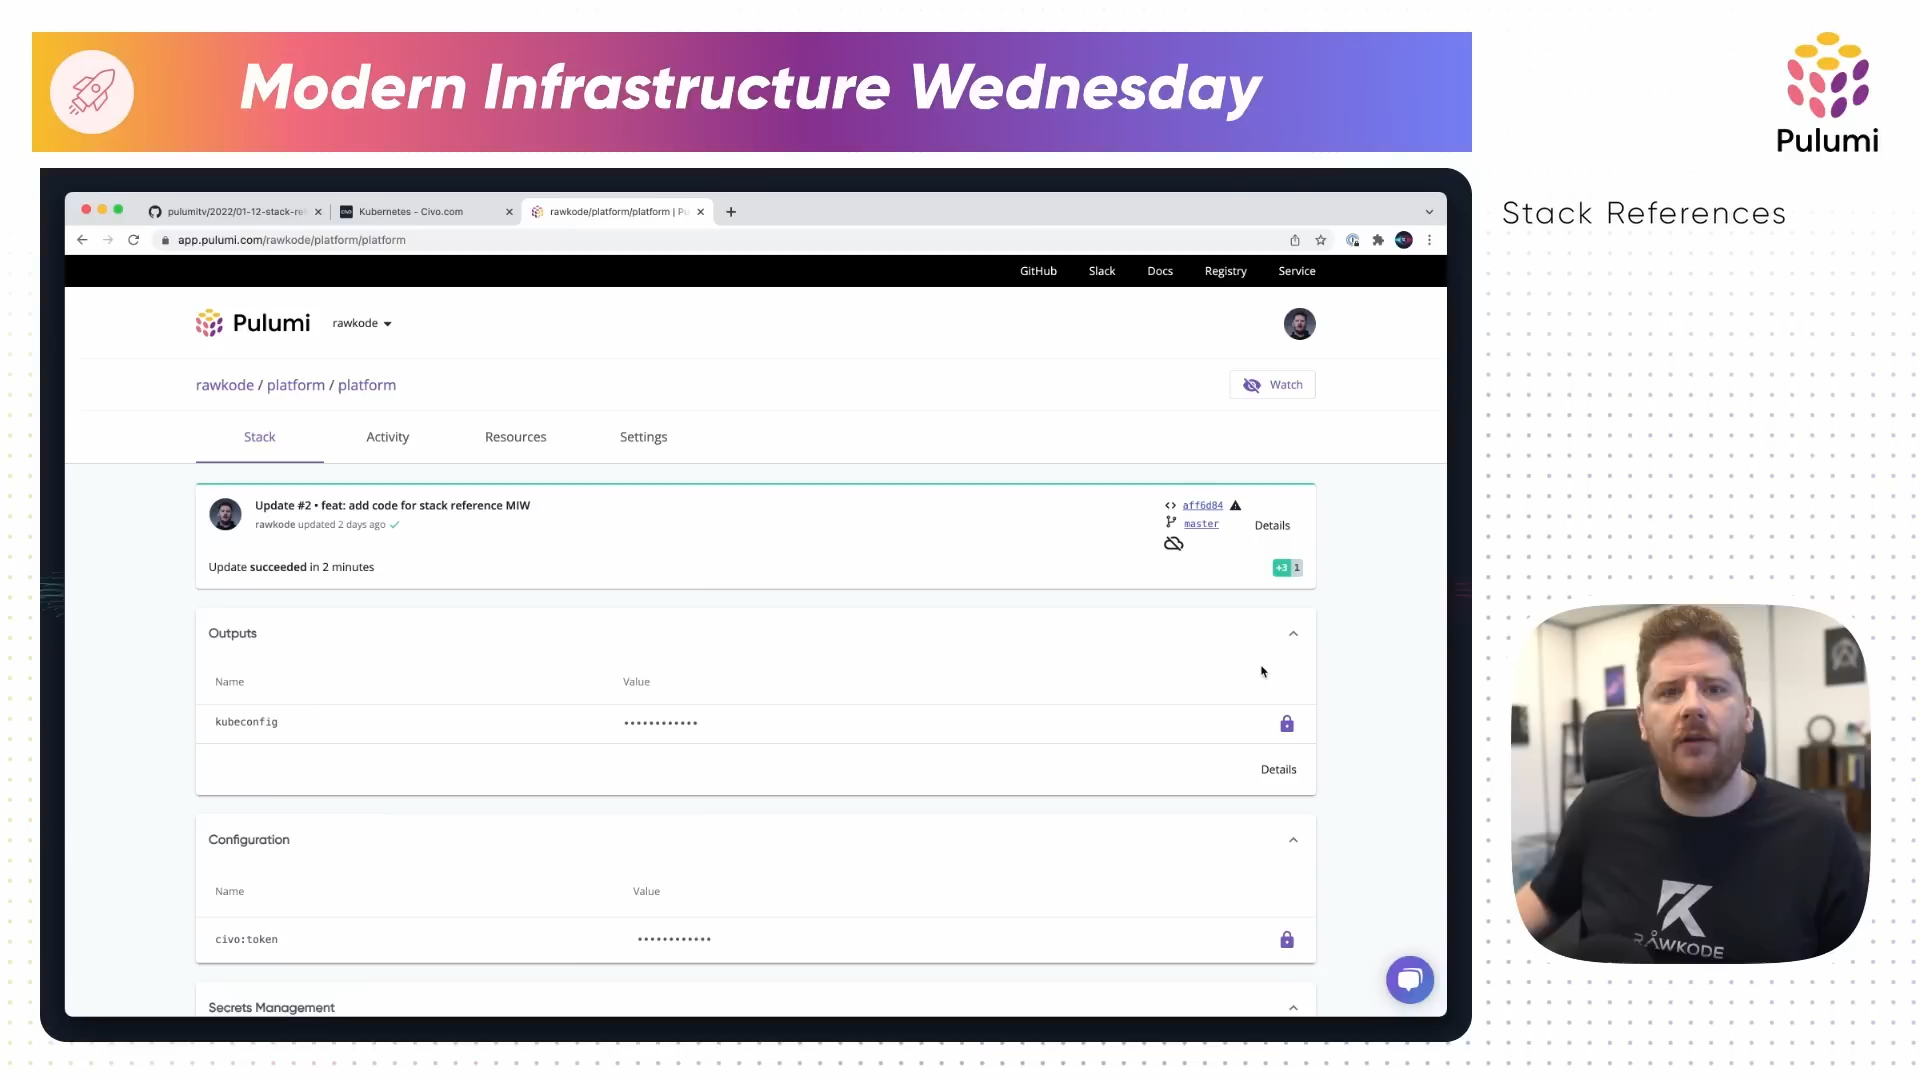 Modern Infrastructure Wednesday
Pulumi
Stack References
pulumitv/2022/01-12-stack-re
Kubernetes - Civo.com
rawkode/platform/platform | Pu
app.pulumi.com/rawkode/platform/platform
GitHub Slack Docs Registry Service
Pulumi rawkode
rawkode / platform / platform
Watch
Stack Activity Resources Settings
Update #2 • feat: add code for stack reference MIW
aff6d84
rawkode updated 2 days ago
master
Details
Update succeeded in 2 minutes
+3 1
Outputs
Name Value
kubeconfig ••••••••••••
Details
Configuration
Name Value
civo:token ••••••••••••
Secrets Management
RAWKODE